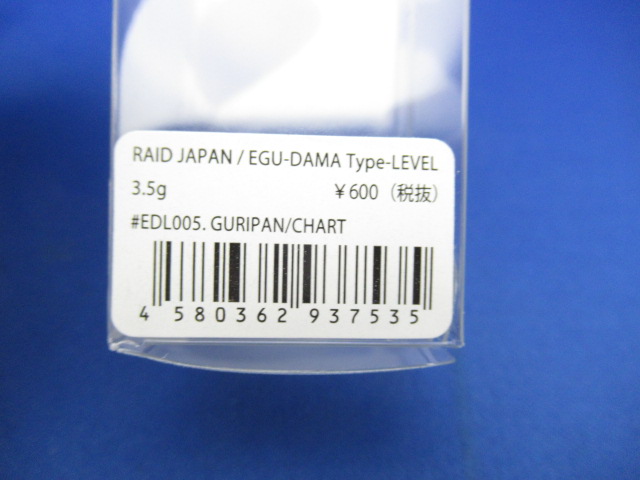 RAID JAPAN / EGU-DAMA Type-LEVEL
3.5g ¥600（税抜）
#EDL005. GURIPAN/CHART
4 580362 937535